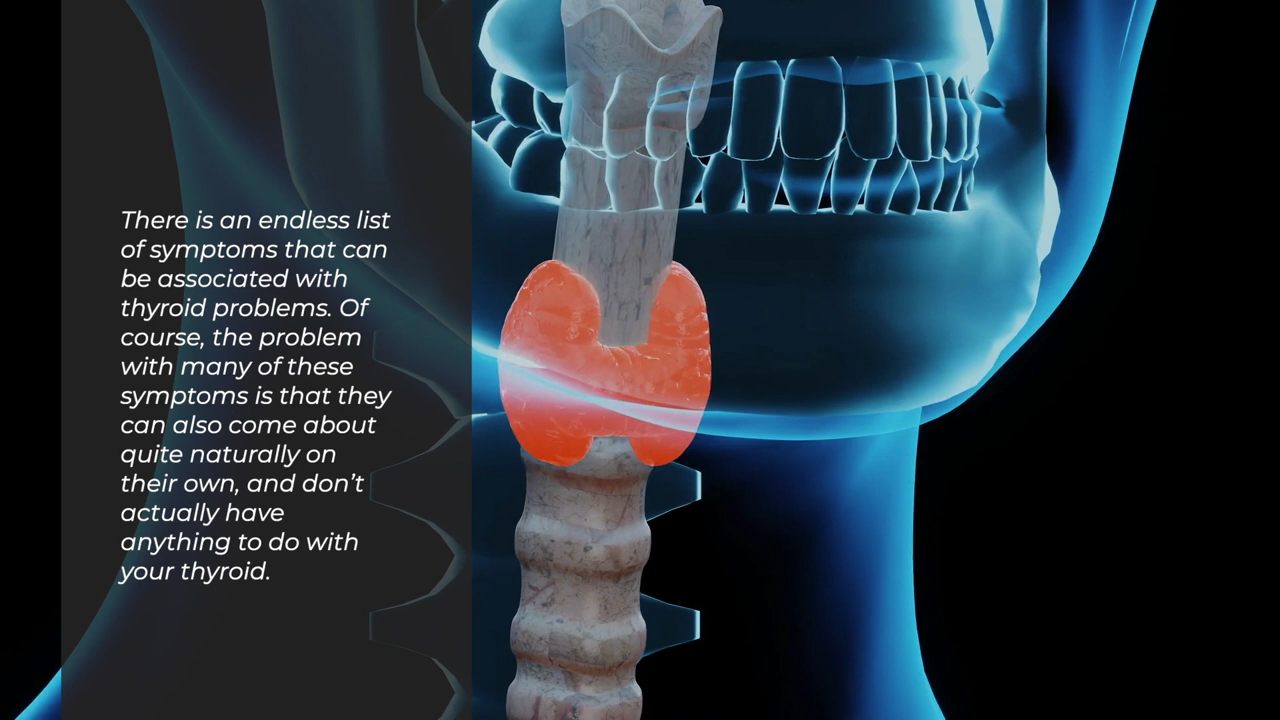 There is an endless list
of symptoms that can
be associated with
thyroid problems. Of
course, the problem
with many of these
symptoms is that they
can also come about
quite naturally on
their own, and don’t
actually have
anything to do with
your thyroid.